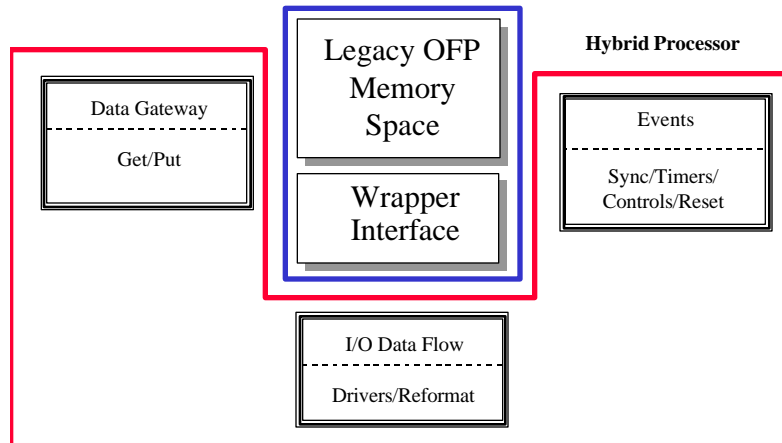 Legacy OFP
Memory
Space
Hybrid Processor
Data Gateway
Get/Put
Events
Sync/Timers/
Controls/Reset
Wrapper
Interface
I/O Data Flow
Drivers/Reformat